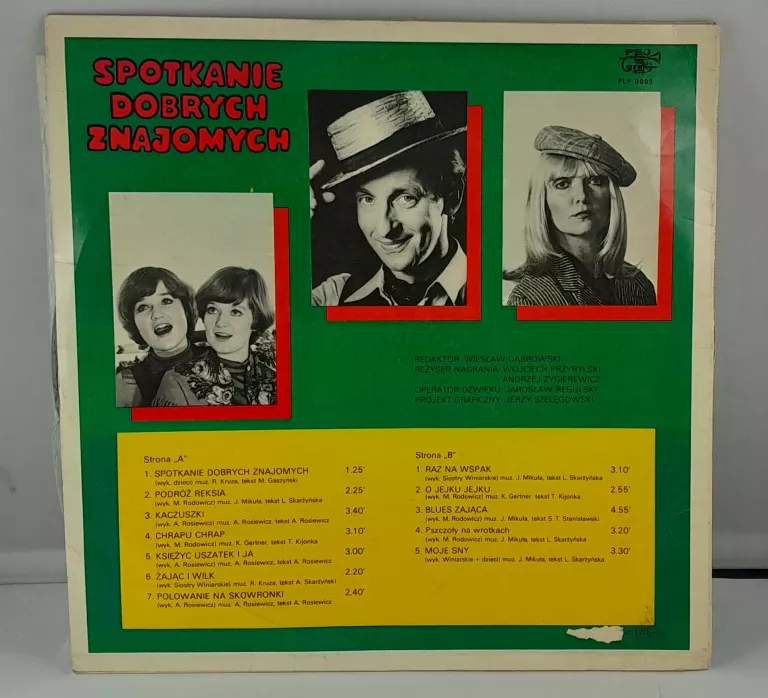 SPOTKANIE
DOBRYCH
ZNAJOMYCH
PSJ
PLP 0003
REDAKTOR: WIESŁAW DĄBROWSKI
REŻYSER NAGRANIA: WOJCIECH PRZYBYLSKI
ANDRZEJ ZYGIEREWICZ
OPERATOR DŹWIĘKU: JAROSŁAW REGULSKI
PROJEKT GRAFICZNY: JERZY SZELĘGOWSKI
Strona „A"
1. SPOTKANIE DOBRYCH ZNAJOMYCH 1.25'
(wyk. dzieci) muz. R. Kruza, tekst M. Gaszyński
2. PODRÓŻ REKSIA 2.25'
(wyk. M. Rodowicz) muz. J. Mikuła, tekst L. Skarżyńska
3. KACZUSZKI 3.40'
(wyk. A. Rosiewicz) muz. A. Rosiewicz, tekst A. Rosiewicz
4. CHRAPU CHRAP 3.10'
(wyk. M. Rodowicz) muz. K. Gertner, tekst T. Kijonka
5. KSIĘŻYC USZATEK I JA 3.00'
(wyk. A. Rosiewicz) muz. A. Rosiewicz, tekst A. Rosiewicz
6. ZAJĄC I WILK 2.20'
(wyk. Siostry Winiarskie) muz. R. Kruza, tekst A. Skarżyński
7. POLOWANIE NA SKOWRONKI 2.40'
(wyk. A. Rosiewicz) muz. A. Rosiewicz, tekst A. Rosiewicz
Strona „B"
1. RAZ NA WSPAK 3.10'
(wyk. Siostry Winiarskie) muz. J. Mikuła, tekst L. Skarżyńska
2. O JEJKU JEJKU 2.55'
(wyk. M. Rodowicz) muz. K. Gertner, tekst T. Kijonka
3. BLUES ZAJĄCA 4.55'
(wyk. M. Rodowicz) muz. J. Mikuła, tekst S. T. Stanisławski
4. Pszczoły na wrotkach 3.20'
(wyk. M. Rodowicz) muz. J. Mikuła, tekst L. Skarżyńska
5. MOJE SNY 3.30'
(wyk. Winiarskie + dzieci) muz. J. Mikuła, tekst L. Skarżyńska